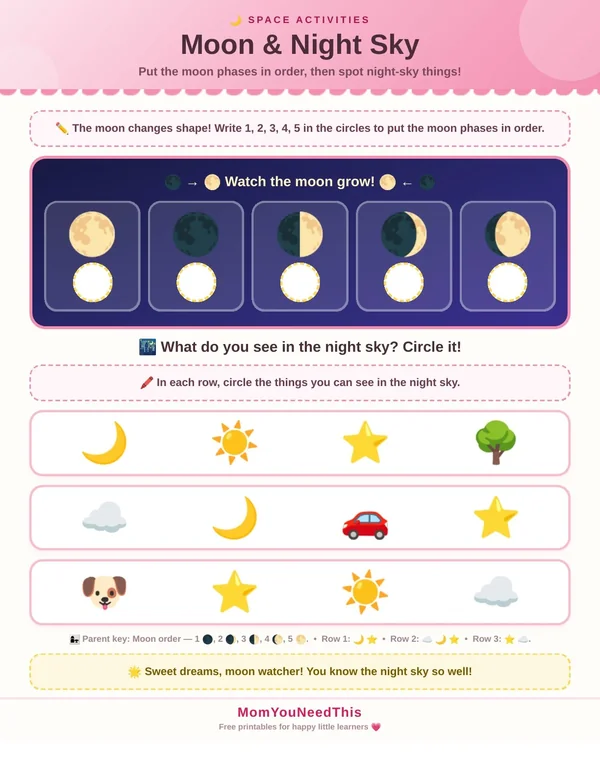 🌙 SPACE ACTIVITIES
Moon & Night Sky
Put the moon phases in order, then spot night-sky things!
✏️ The moon changes shape! Write 1, 2, 3, 4, 5 in the circles to put the moon phases in order.
🌑 → 🌕 Watch the moon grow! 🌕 ← 🌑
🌃 What do you see in the night sky? Circle it!
🖍️ In each row, circle the things you can see in the night sky.
👩‍👧 Parent key: Moon order — 1 🌑, 2 🌒, 3 🌓, 4 🌔, 5 🌕. • Row 1: 🌙 ⭐ • Row 2: ☁️ 🌙 ⭐ • Row 3: ⭐ ☁️.
🌟 Sweet dreams, moon watcher! You know the night sky so well!
MomYouNeedThis
Free printables for happy little learners 💗